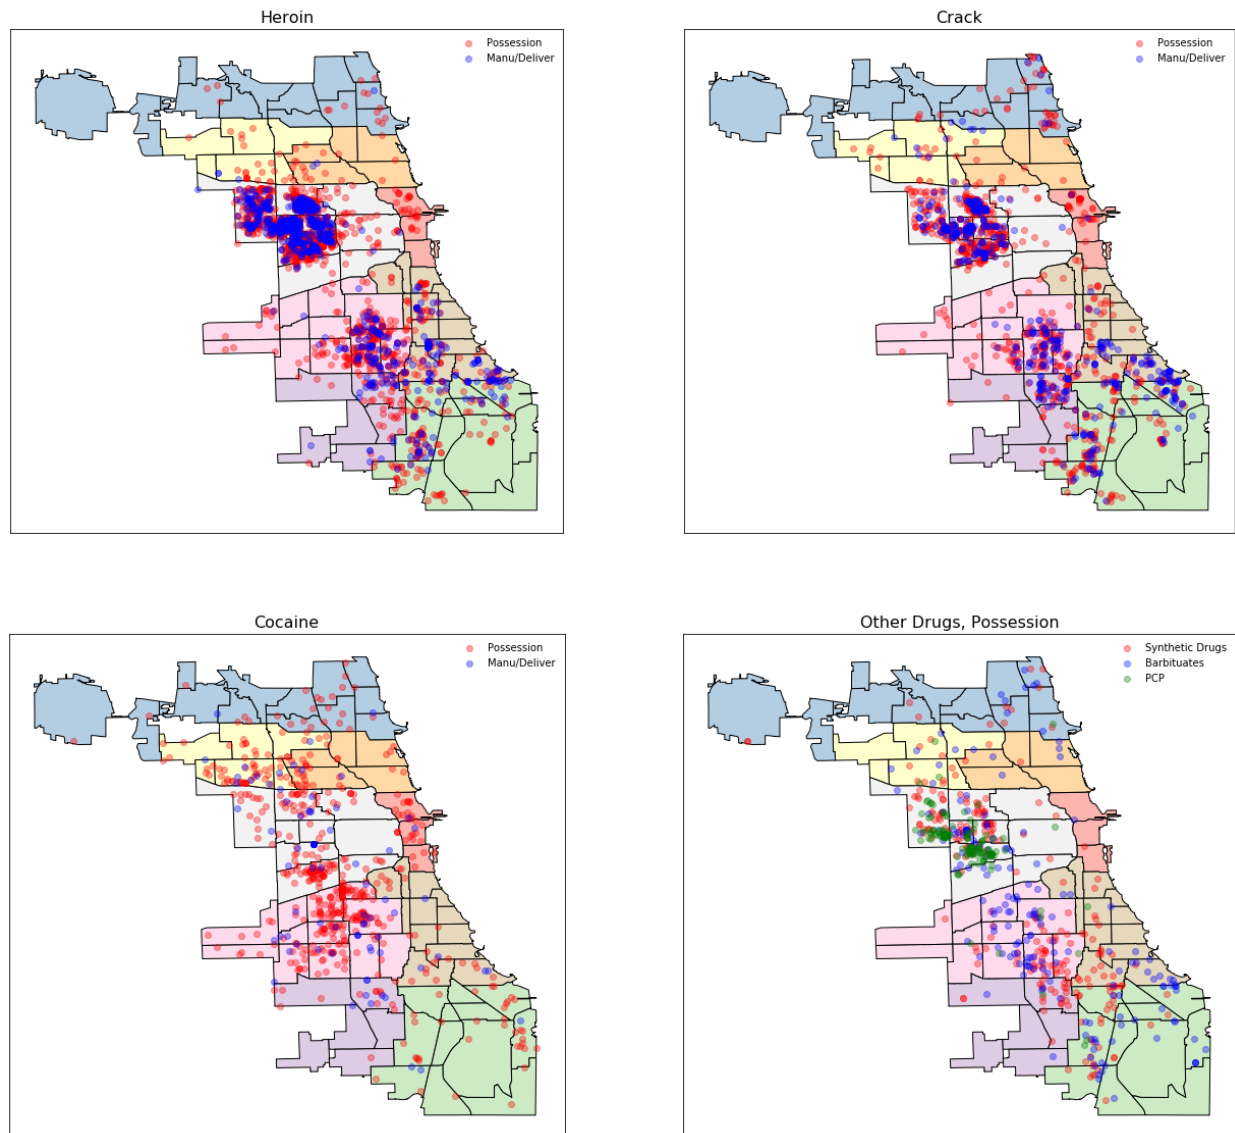 Heroin
Possession
Manu/Deliver
Crack
Possession
Manu/Deliver
Cocaine
Possession
Manu/Deliver
Other Drugs, Possession
Synthetic Drugs
Barbituates
PCP